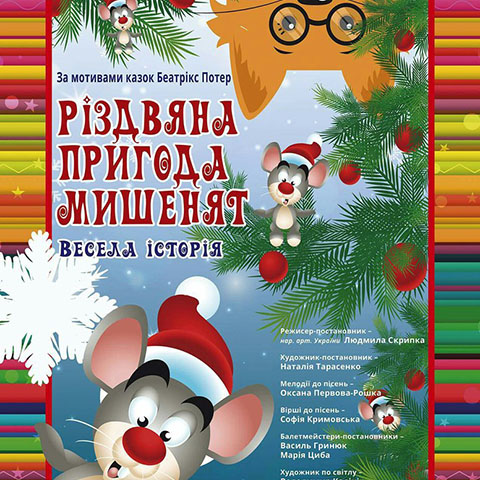 За мотивами казок Беатрікс Потер
РІЗДВЯНА
ПРИГОДА
МИШЕНЯТ
ВЕСЕЛА ІСТОРІЯ
Режисер-постановник –
нар. арт. України Людмила Скрипка
Художник-постановник –
Наталія Тарасенко
Мелодії до пісень –
Оксана Первова-Рошка
Вірші до пісень –
Софія Кримовська
Балетмейстери-постановники –
Василь Гринюк
Марія Циба
Художник по світлу –